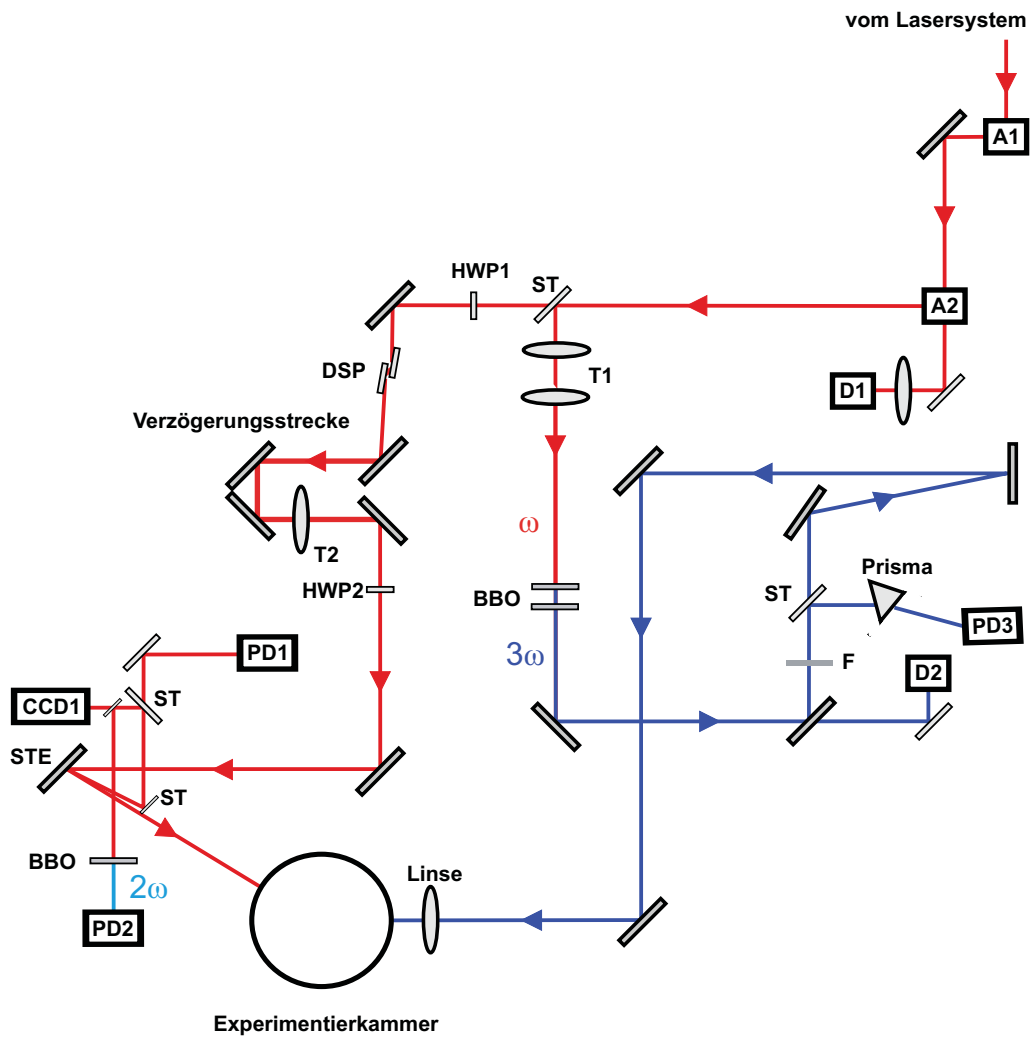 vom Lasersystem
A1
HWP1
ST
A2
DSP
T1
D1
Verzögerungsstrecke
ω
T2
Prisma
HWP2
BBO
ST
PD3
PD1
3ω
F
D2
CCD1
ST
STE
ST
BBO
2ω
Linse
PD2
Experimentierkammer